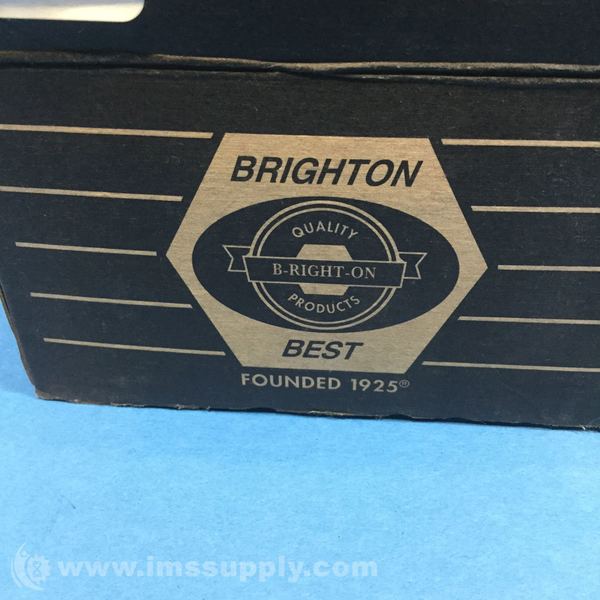 BRIGHTON
QUALITY
B-RIGHT-ON
PRODUCTS
BEST
FOUNDED 1925®
www.imssupply.com